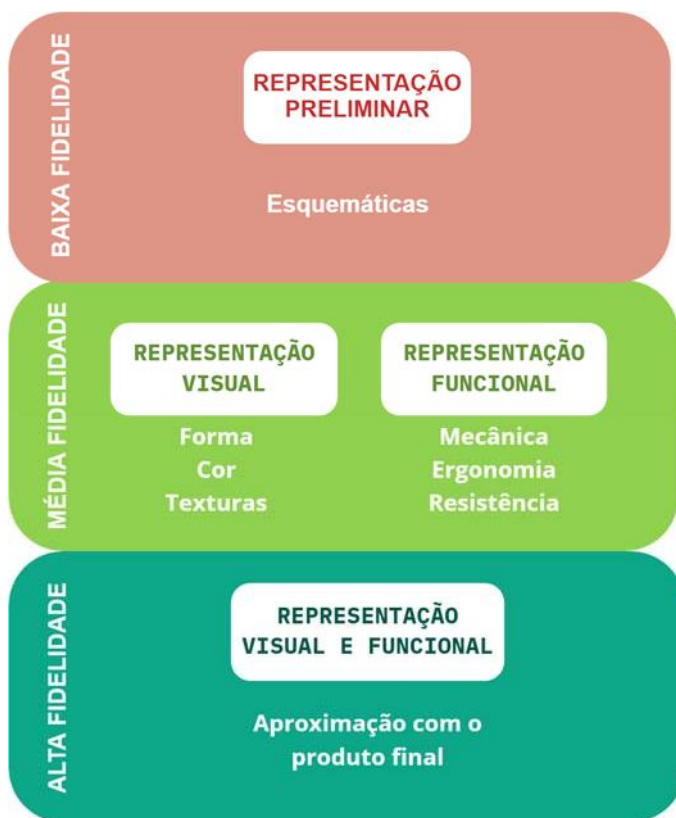 BAIXA FIDELIDADE
REPRESENTAÇÃO
PRELIMINAR
Esquemáticas
MÉDIA FIDELIDADE
REPRESENTAÇÃO
VISUAL
Forma
Cor
Texturas
REPRESENTAÇÃO
FUNCIONAL
Mecânica
Ergonomia
Resistência
ALTA FIDELIDADE
REPRESENTAÇÃO
VISUAL E FUNCIONAL
Aproximação com o
produto final